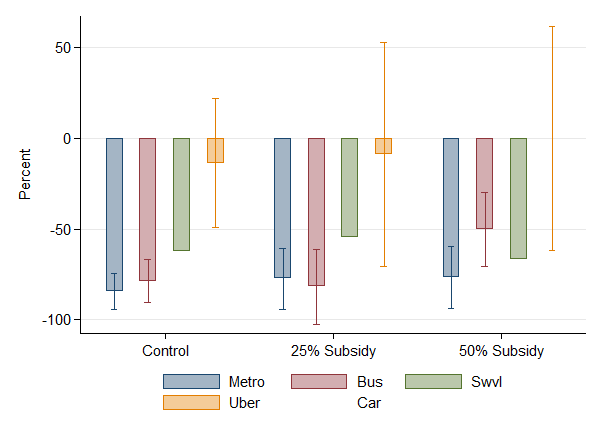 50
0
-50
-100
Percent
Control 25% Subsidy 50% Subsidy
Metro Bus Swvl
Uber Car